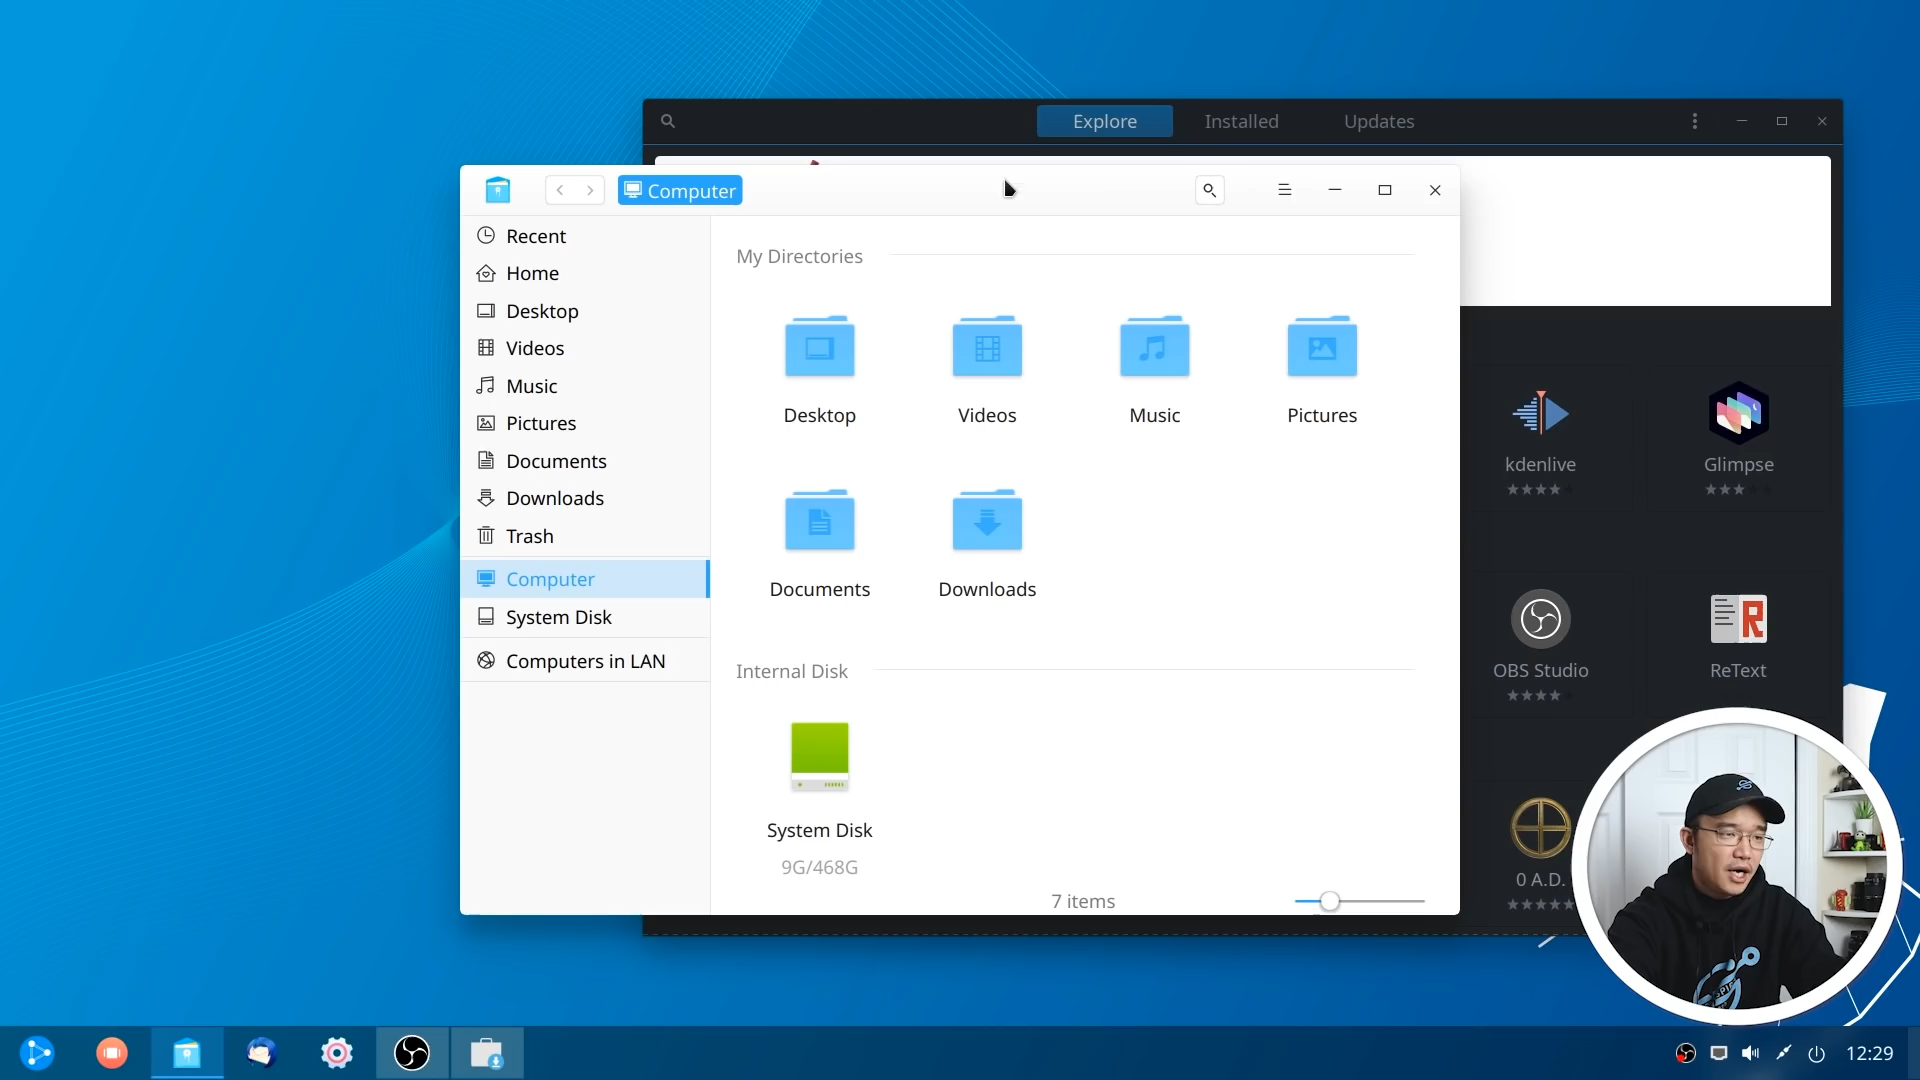 Explore
Installed
Updates
Computer
Recent
Home
Desktop
Videos
Music
Pictures
Documents
Downloads
Trash
Computer
System Disk
Computers in LAN
My Directories
Desktop
Videos
Music
Pictures
Documents
Downloads
Internal Disk
System Disk
9G/468G
7 items
kdenlive
Glimpse
OBS Studio
ReText
0 A.D.
12:29